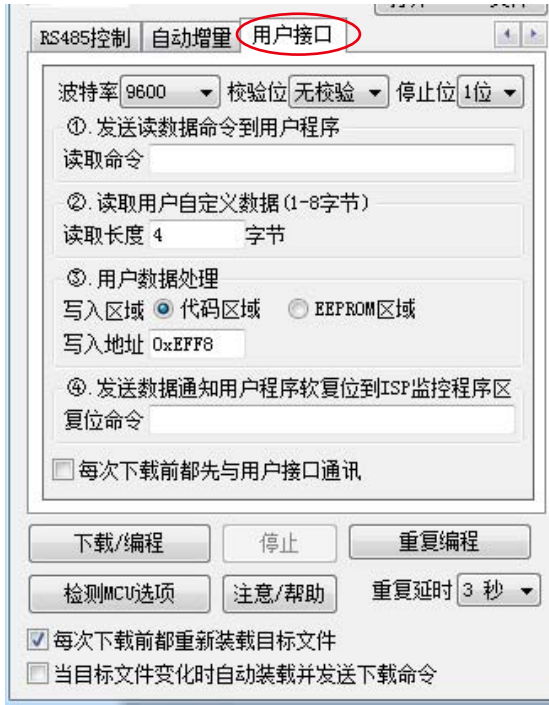 RS485控制 自动增量 用户接口
波特率 9600 校验位 无校验 停止位 1位
①.发送读数据命令到用户程序
读取命令
②.读取用户自定义数据(1-8字节)
读取长度 4 字节
③.用户数据处理
写入区域 代码区域 EEPROM区域
写入地址 0xEFF8
④.发送数据通知用户程序软复位到ISP监控程序区
复位命令
每次下载前都先与用户接口通讯
下载/编程 停止 重复编程
检测MCU选项 注意/帮助 重复延时 3 秒
每次下载前都重新装载目标文件
当目标文件变化时自动装载并发送下载命令